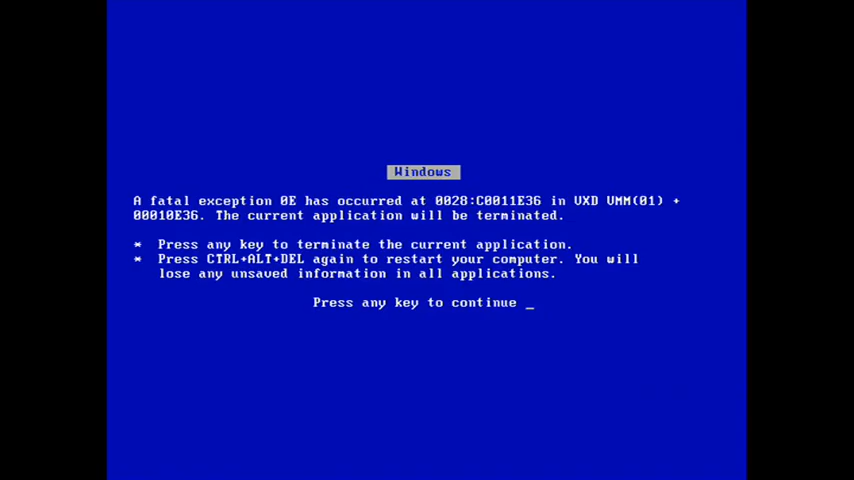 Windows
A fatal exception 0E has occurred at 0028:C0011E36 in VXD VMM(01) +
00010E36. The current application will be terminated.
* Press any key to terminate the current application.
* Press CTRL+ALT+DEL again to restart your computer. You will
lose any unsaved information in all applications.
Press any key to continue _